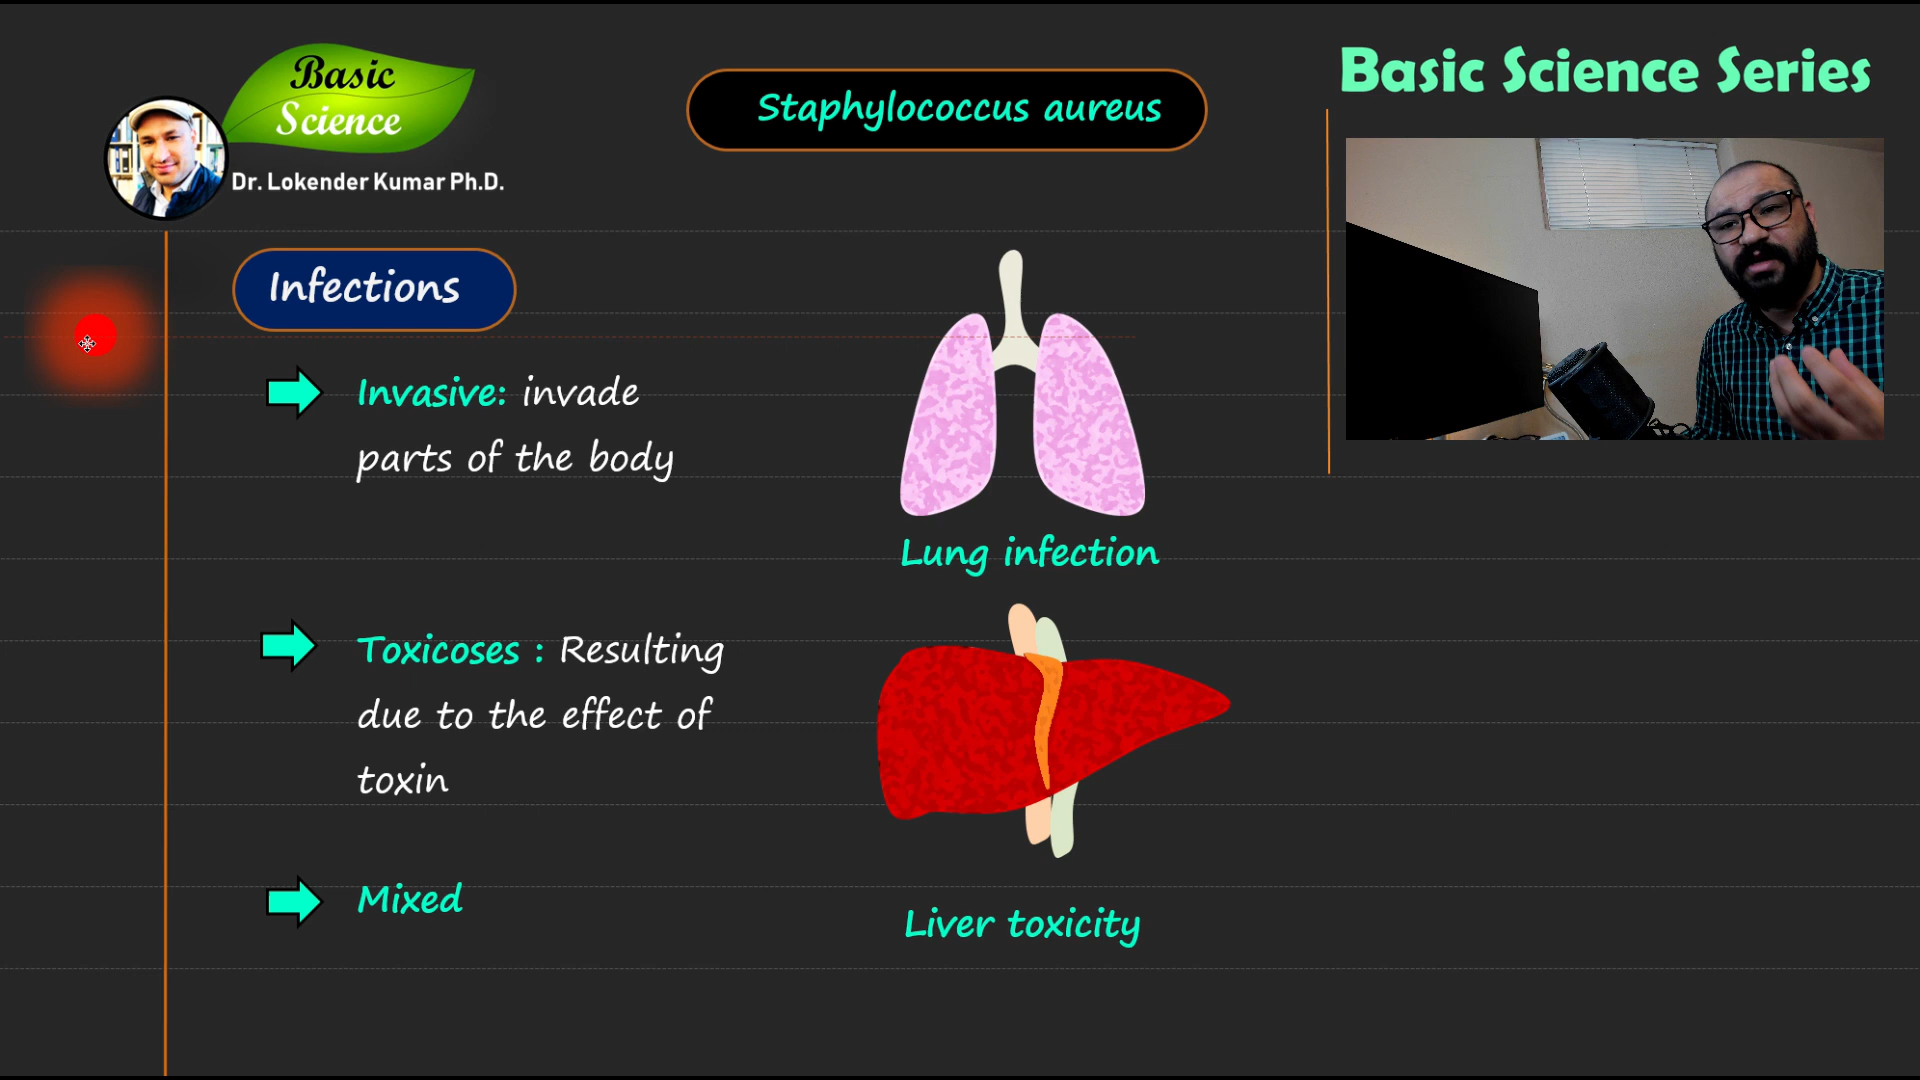 Basic
Science
Dr. Lokender Kumar Ph.D.
Staphylococcus aureus
Basic Science Series
Infections
Invasive: invade
parts of the body
Lung infection
Toxicoses : Resulting
due to the effect of
toxin
Mixed
Liver toxicity